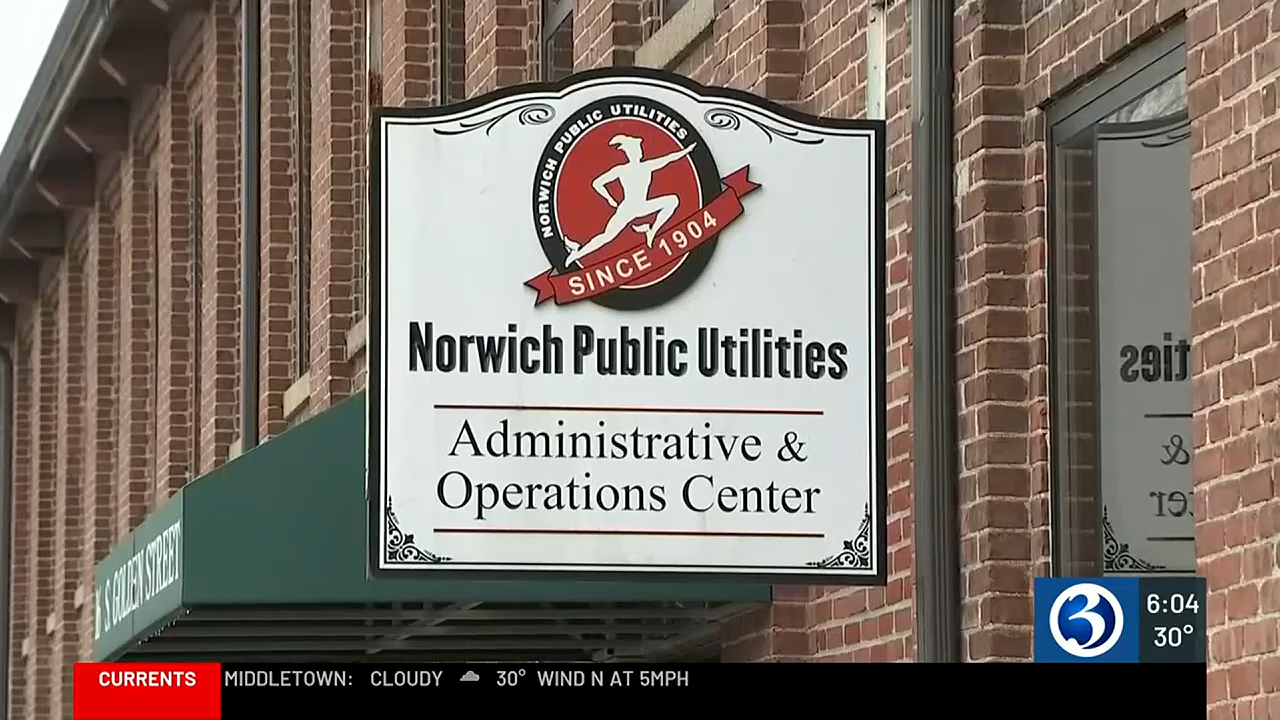 NORWICH PUBLIC UTILITIES
SINCE 1904
Norwich Public Utilities
Administrative &
Operations Center
S. GOLDEN STREET
ties
&
ter
3
6:04
30°
CURRENTS
MIDDLETOWN: CLOUDY 30° WIND N AT 5MPH